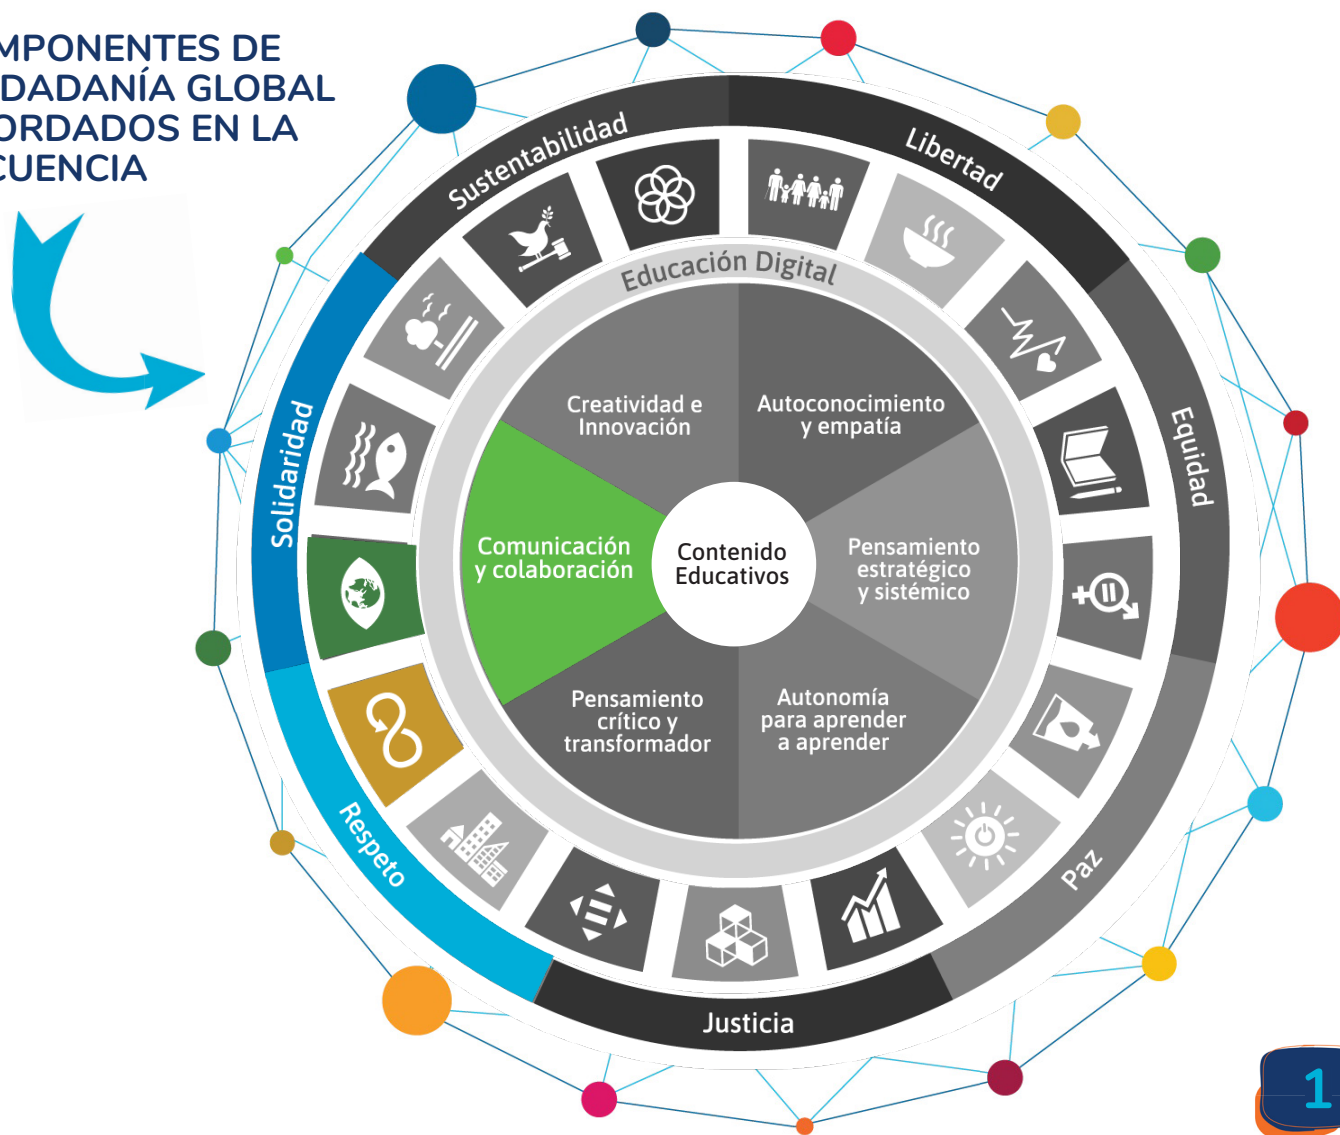 MPONENTES DE
DADANÍA GLOBAL
ORDADOS EN LA
CUENCIA
Sustentabilidad
Libertad
Solidaridad
Equidad
Respeto
Paz
Justicia
Educación Digital
Creatividad e
Innovación
Autoconocimiento
y empatía
Comunicación
y colaboración
Contenido
Educativos
Pensamiento
estratégico
y sistémico
Pensamiento
crítico y
transformador
Autonomía
para aprender
a aprender
1